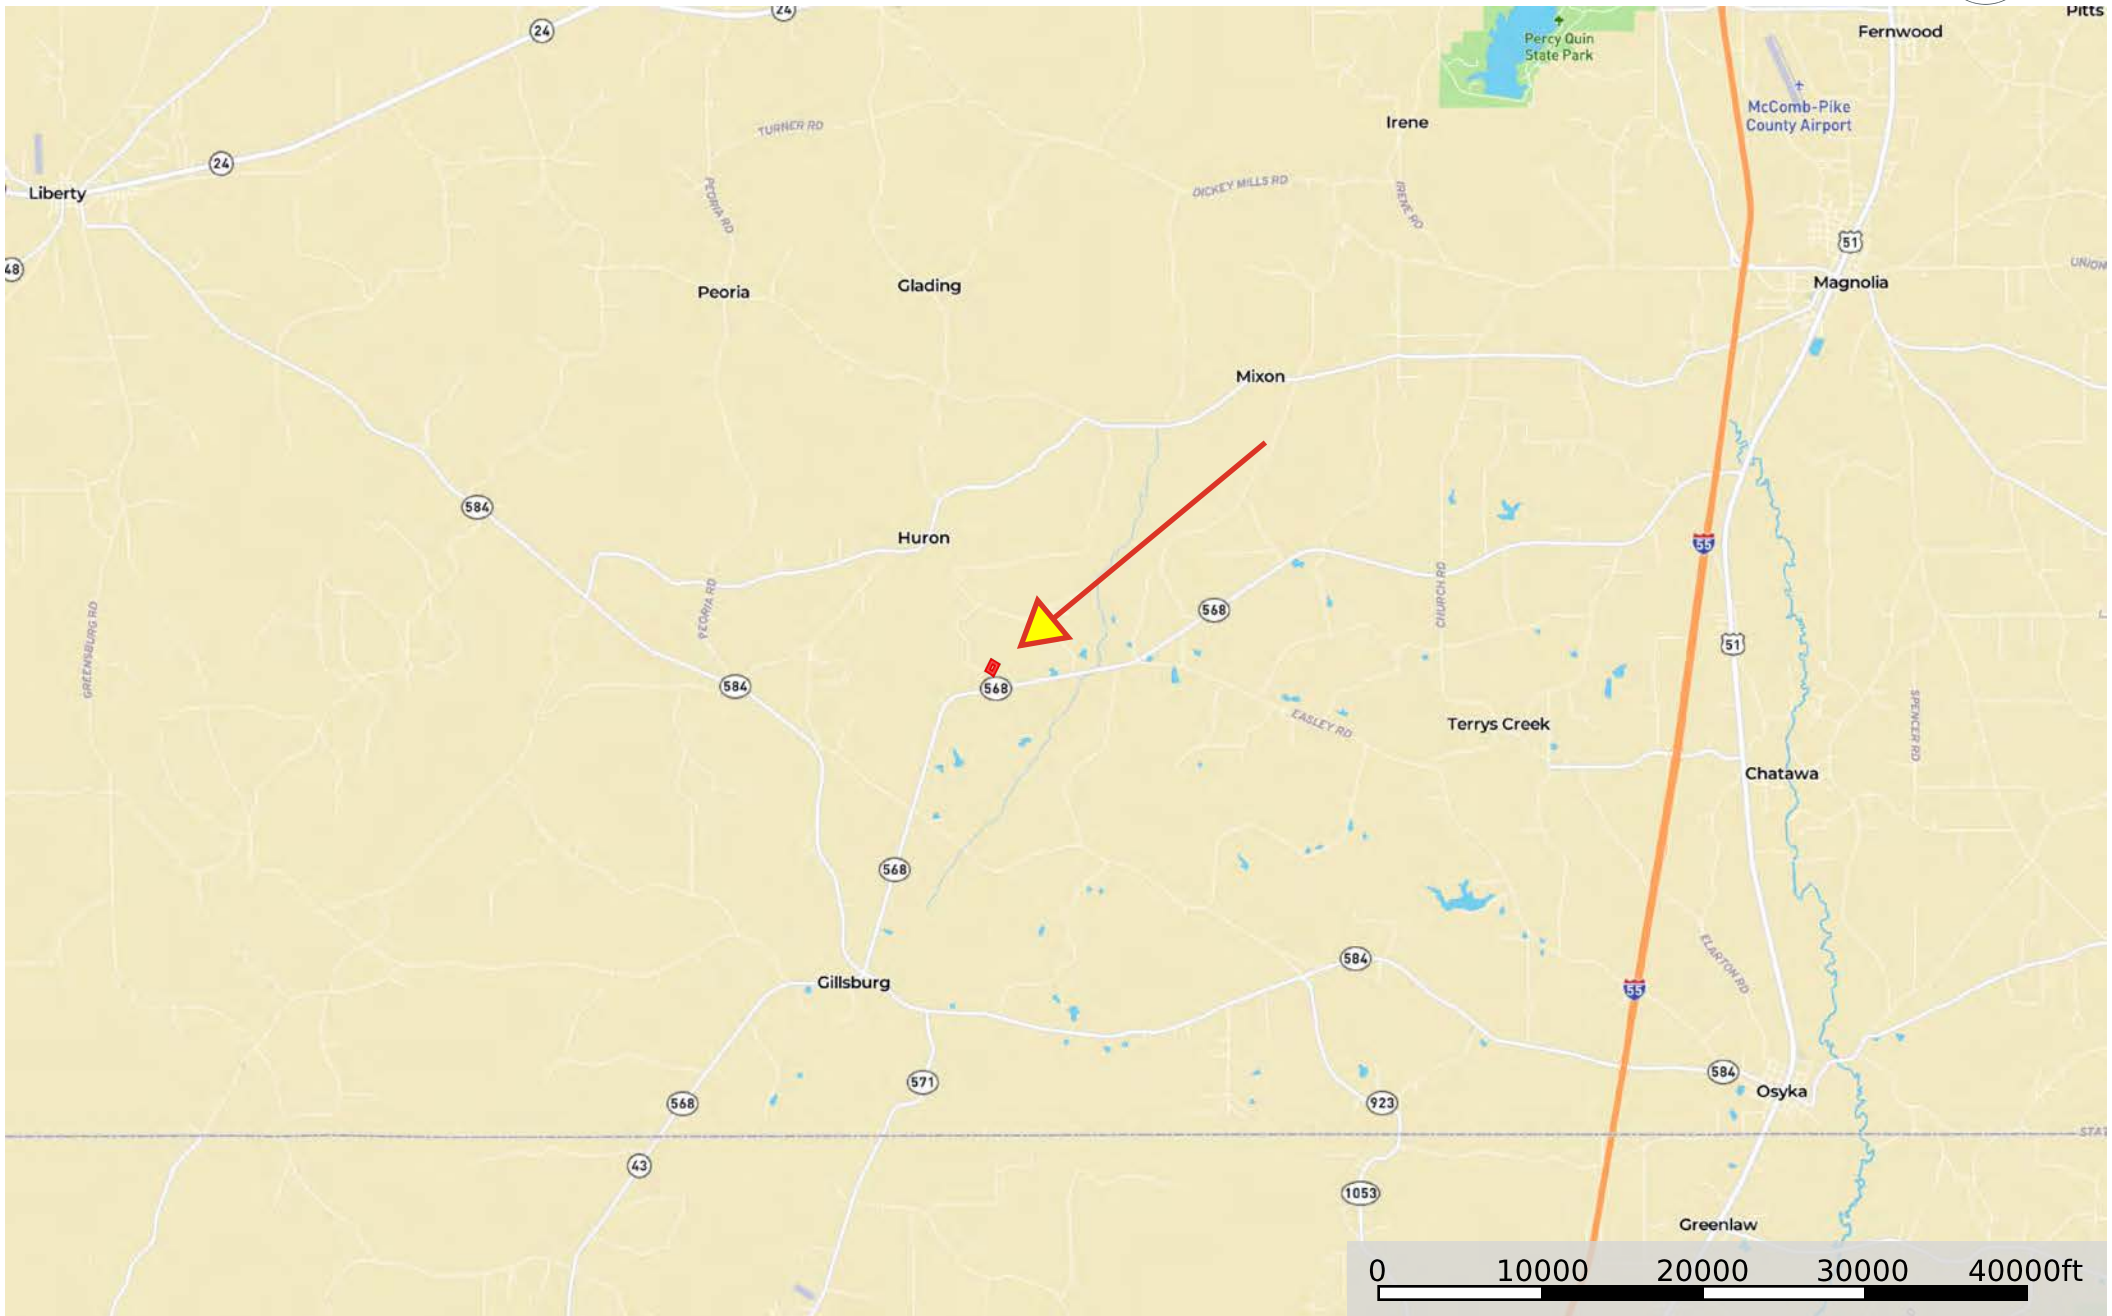 24
24
Pitts
Fernwood
Percy Quin
State Park
McComb-Pike
County Airport
Irene
TURNER RD
24
Liberty
PEORIA RD
DICKEY MILLS RD
IRENE RD
51
48
UNION
Peoria
Glading
Magnolia
Mixon
584
Huron
55
PEORIA RD
CHURCH RD
568
GREENSBURG RD
51
584
568
EASLEY RD
Terrys Creek
SPENCER RD
Chatawa
568
584
ELARTON RD
Gillsburg
55
571
584
Osyka
568
923
STAT
43
1053
Greenlaw
0 10000 20000 30000 40000ft